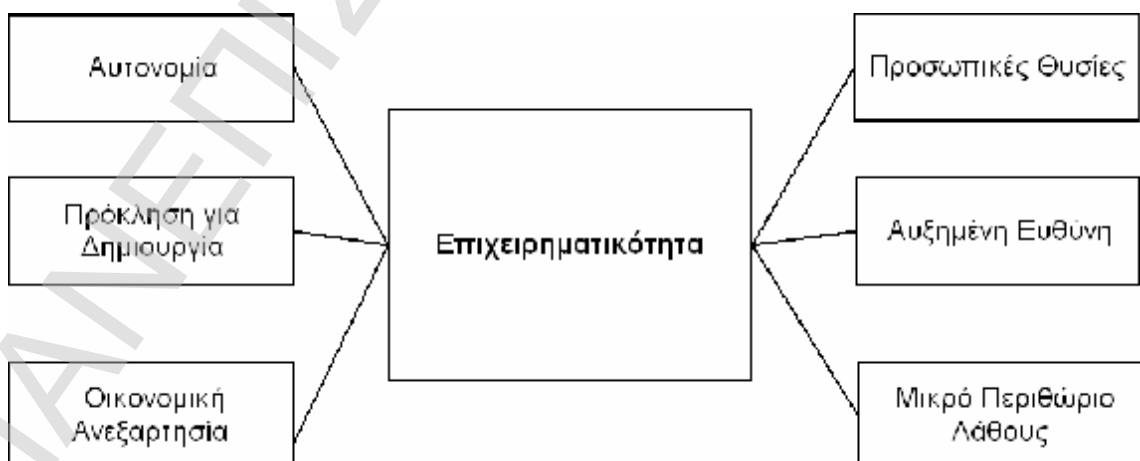 Αυτονομία
Πρόκληση για
Δημιουργία
Οικονομική
Ανεξαρτησία
Επιχειρηματικότητα
Προσωπικές Θυσίες
Αυξημένη Ευθύνη
Μικρό Περιθώριο
Λάθους